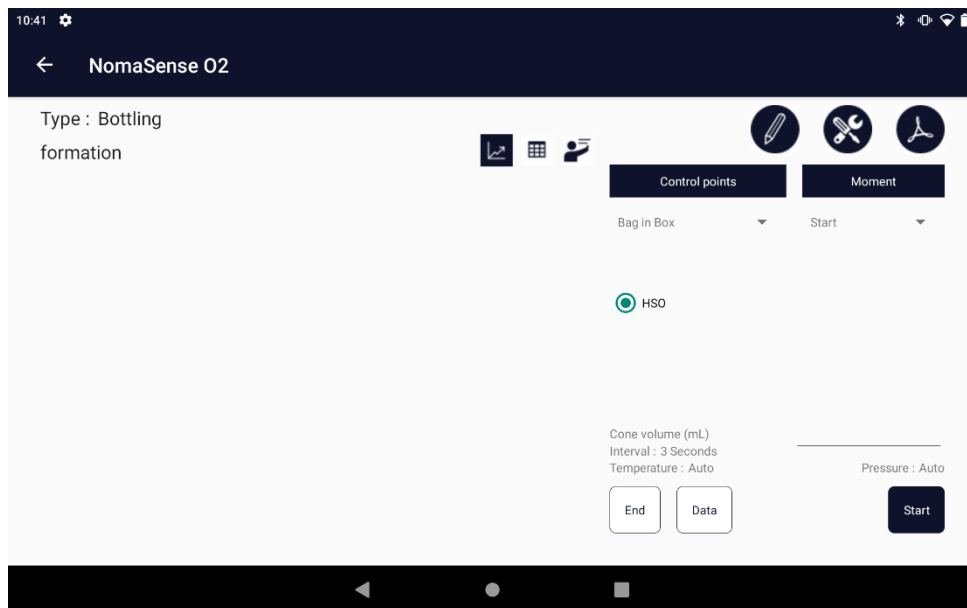 10:41
NomaSense O2
Type : Bottling
formation
Control points
Moment
Bag in Box
Start
HSO
Cone volume (mL)
Interval : 3 Seconds
Temperature : Auto
Pressure : Auto
End
Data
Start